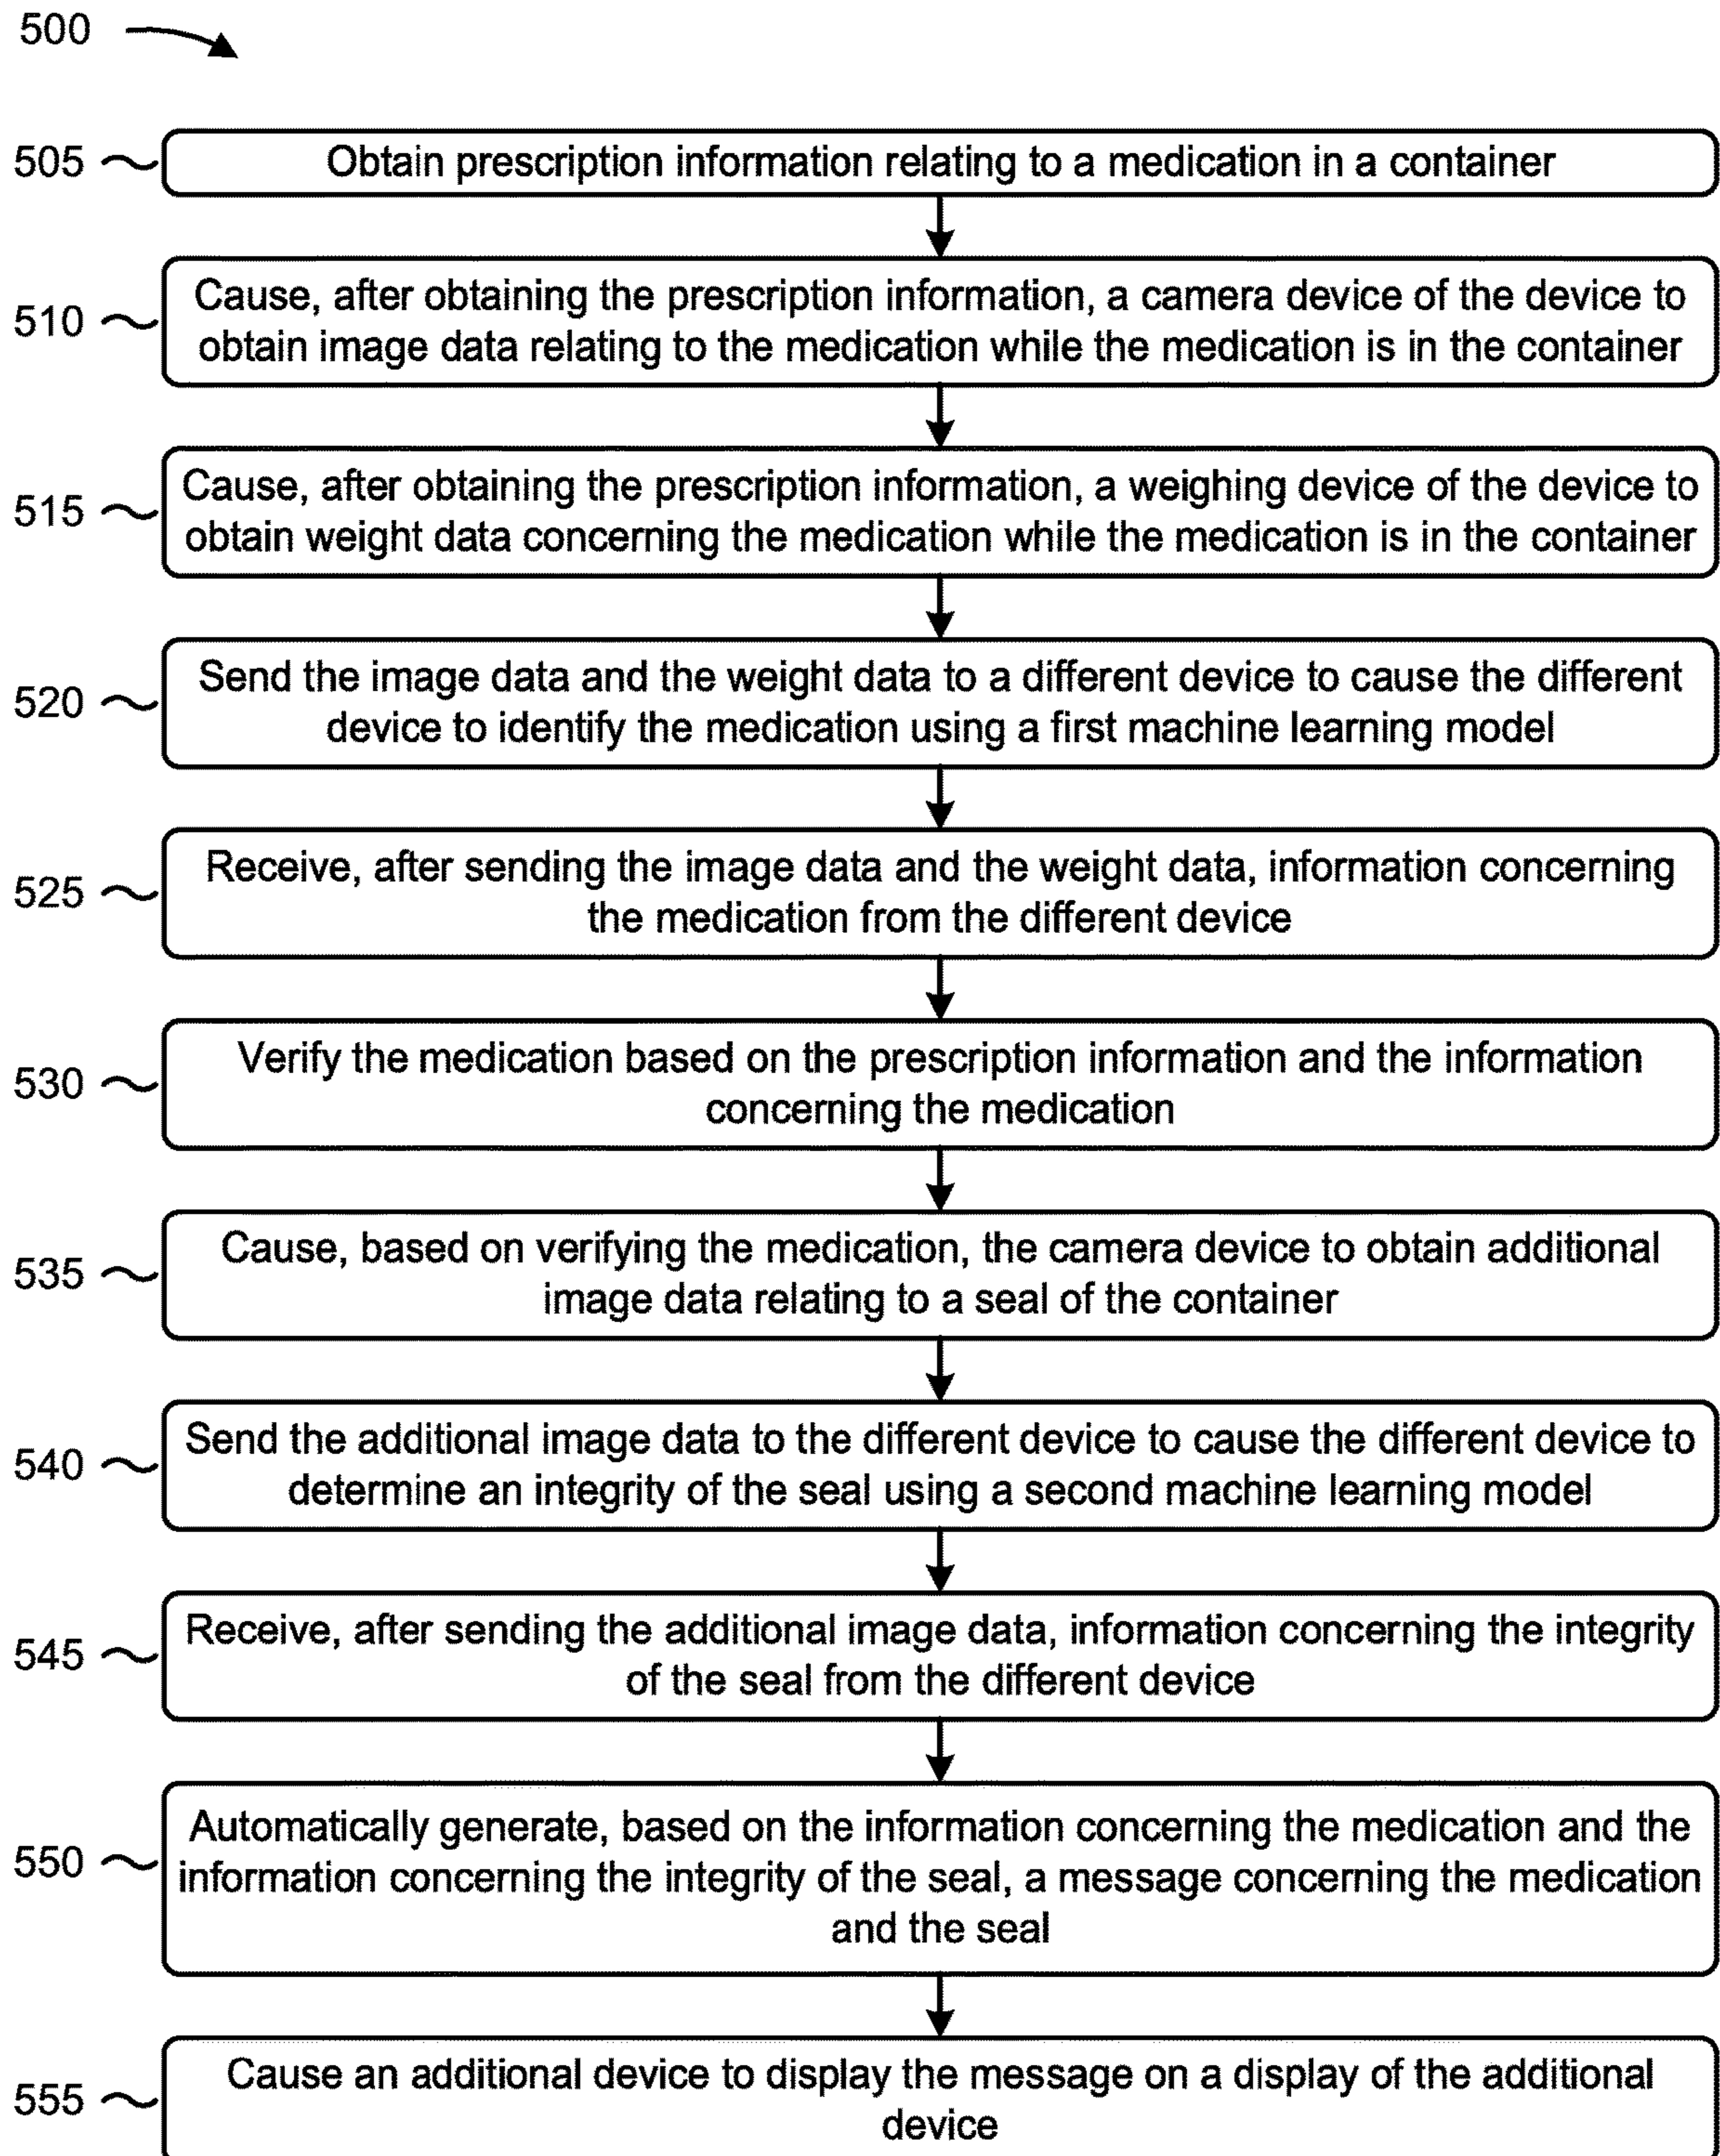 500
505
Obtain prescription information relating to a medication in a container
510
Cause, after obtaining the prescription information, a camera device of the device to
obtain image data relating to the medication while the medication is in the container
515
Cause, after obtaining the prescription information, a weighing device of the device to
obtain weight data concerning the medication while the medication is in the container
520
Send the image data and the weight data to a different device to cause the different
device to identify the medication using a first machine learning model
525
Receive, after sending the image data and the weight data, information concerning
the medication from the different device
530
Verify the medication based on the prescription information and the information
concerning the medication
535
Cause, based on verifying the medication, the camera device to obtain additional
image data relating to a seal of the container
540
Send the additional image data to the different device to cause the different device to
determine an integrity of the seal using a second machine learning model
545
Receive, after sending the additional image data, information concerning the integrity
of the seal from the different device
550
Automatically generate, based on the information concerning the medication and the
information concerning the integrity of the seal, a message concerning the medication
and the seal
555
Cause an additional device to display the message on a display of the additional
device